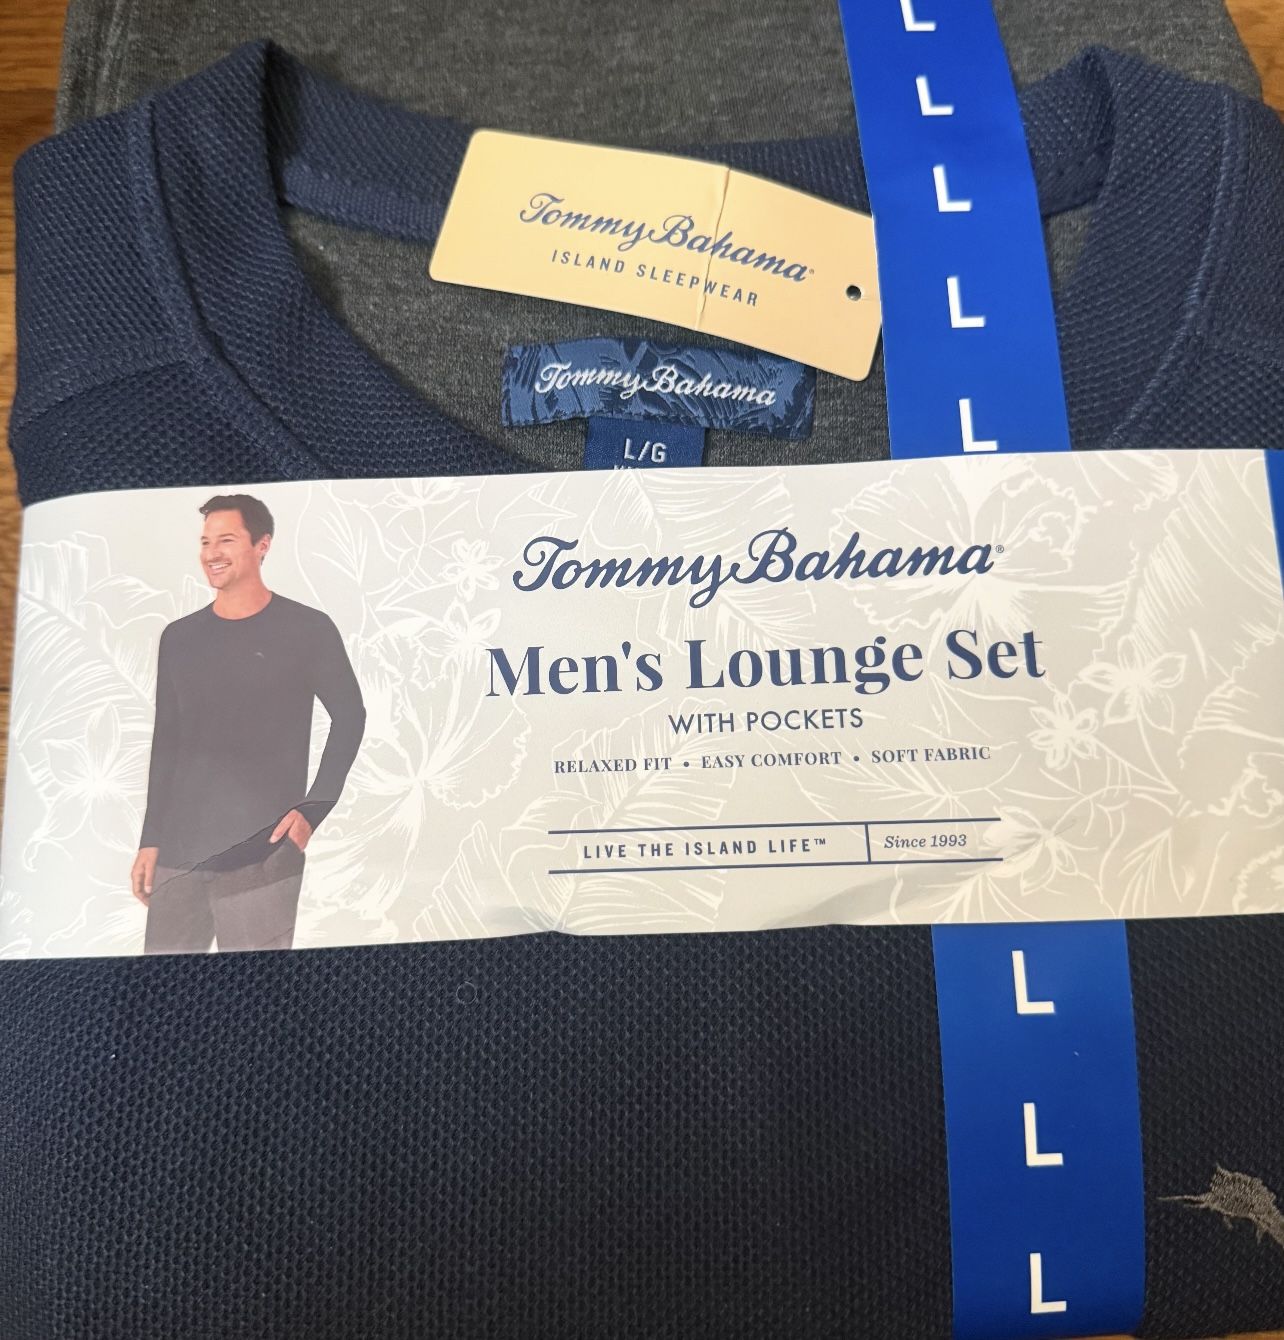 L
L
L
L
L
Tommy Bahama®
ISLAND SLEEPWEAR
Tommy Bahama
L/G
Tommy Bahama®
Men's Lounge Set
WITH POCKETS
RELAXED FIT • EASY COMFORT • SOFT FABRIC
LIVE THE ISLAND LIFE™ Since 1993
L
L
L